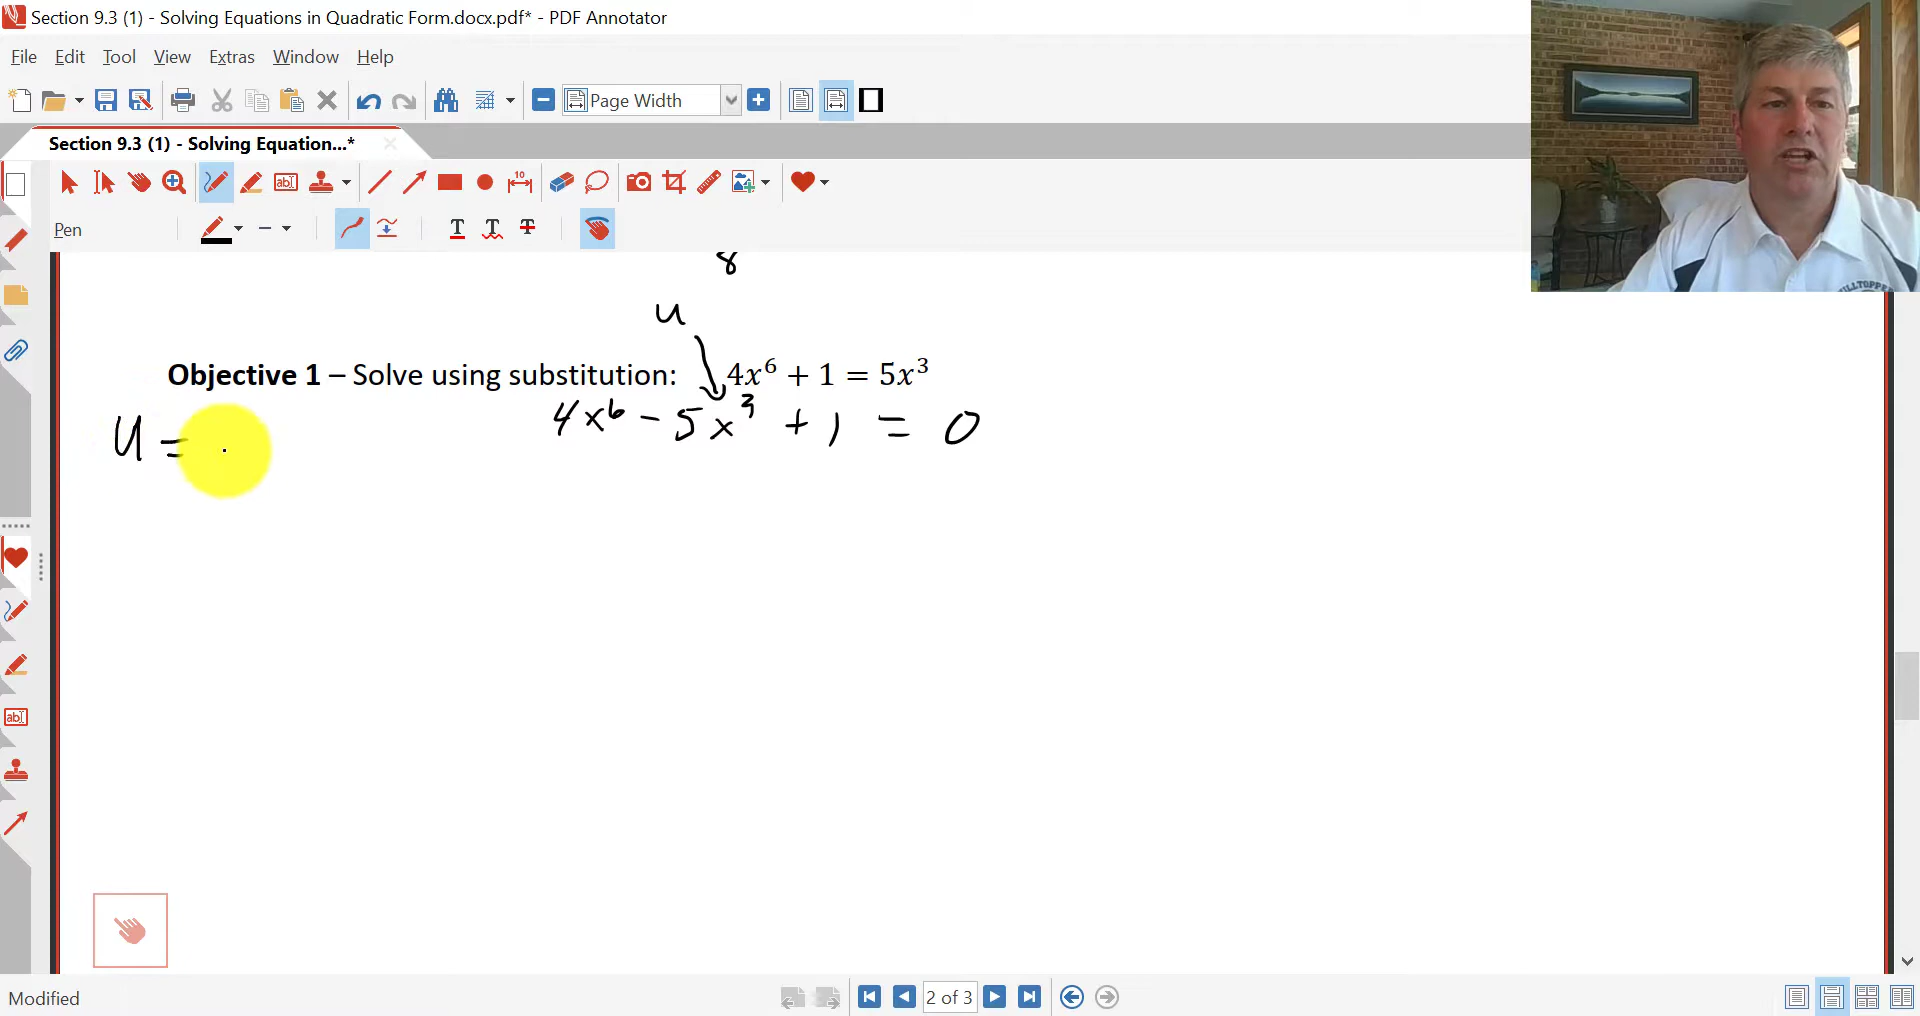 Section 9.3 (1) - Solving Equations in Quadratic Form.docx.pdf* - PDF Annotator
File Edit Tool View Extras Window Help
Page Width
Section 9.3 (1) - Solving Equation...*
10
Pen
8
u
Objective 1 – Solve using substitution: 4x⁶ + 1 = 5x³
4x⁶ - 5x³ + 1 = 0
u =
Modified
2 of 3